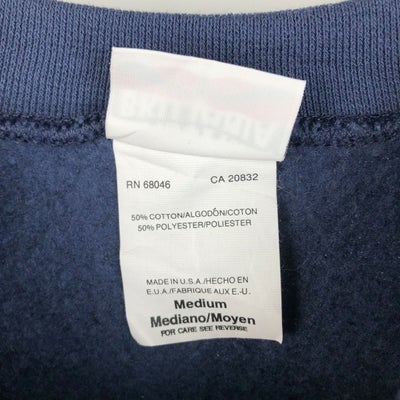 RN 68046 CA 20832
50% COTTON/ALGODÓN/COTON
50% POLYESTER/POLIESTER
MADE IN U.S.A./HECHO EN
E.U.A./FABRIQUE AUX E.-U.
Medium
Mediano/Moyen
FOR CARE SEE REVERSE